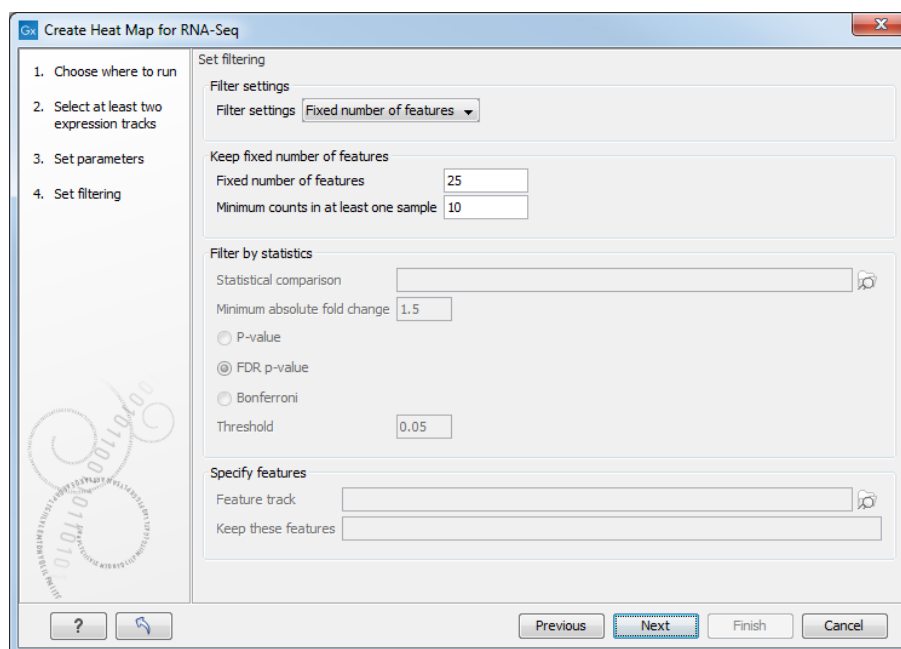 Gx Create Heat Map for RNA-Seq
1. Choose where to run
2. Select at least two
expression tracks
3. Set parameters
4. Set filtering
Set filtering
Filter settings
Filter settings Fixed number of features
Keep fixed number of features
Fixed number of features 25
Minimum counts in at least one sample 10
Filter by statistics
Statistical comparison
Minimum absolute fold change 1.5
P-value
FDR p-value
Bonferroni
Threshold 0.05
Specify features
Feature track
Keep these features
? Previous Next Finish Cancel